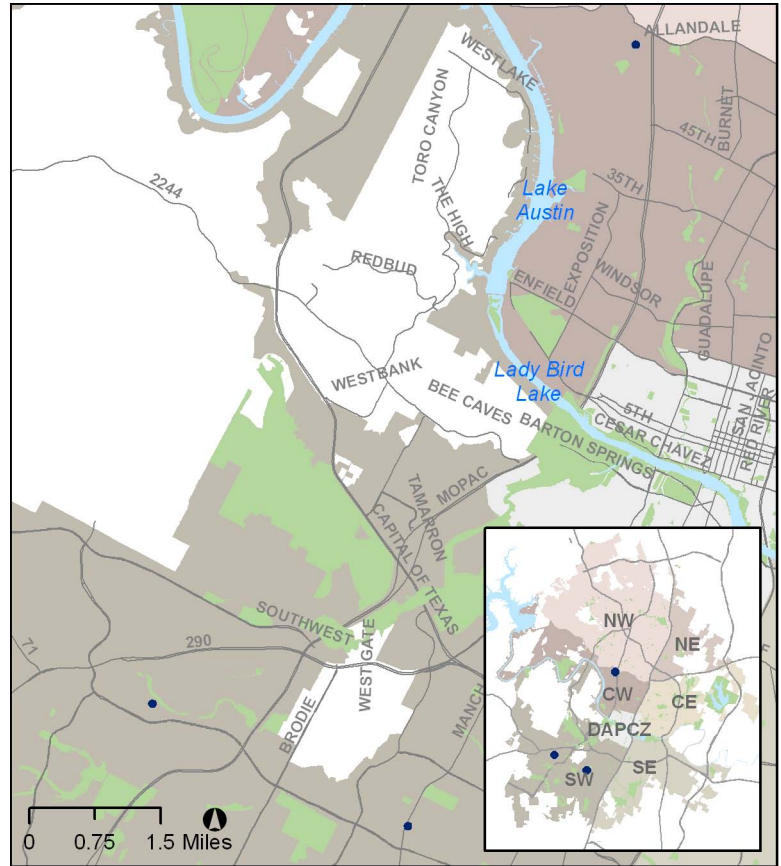 ALLANDALE
WESTLAKE
BURNET
45TH
TORO CANYON
35TH
2244
Lake
Austin
THE HIGH
EXPOSITION
REDBUD
WINDSOR
ENFIELD
GUADALUPE
Lady Bird
Lake
WESTBANK
BEE CAVES
SAN JACINTO
RED RIVER
5TH
CESAR CHAVEZ
BARTON SPRINGS
MOPAC
TAMARRON
CAPITAL OF TEXAS
SOUTHWEST
WEST GATE
290
71
BRODIE
MANCH
NW
NE
CW
CE
DAPCZ
SW
SE
0 0.75 1.5 Miles